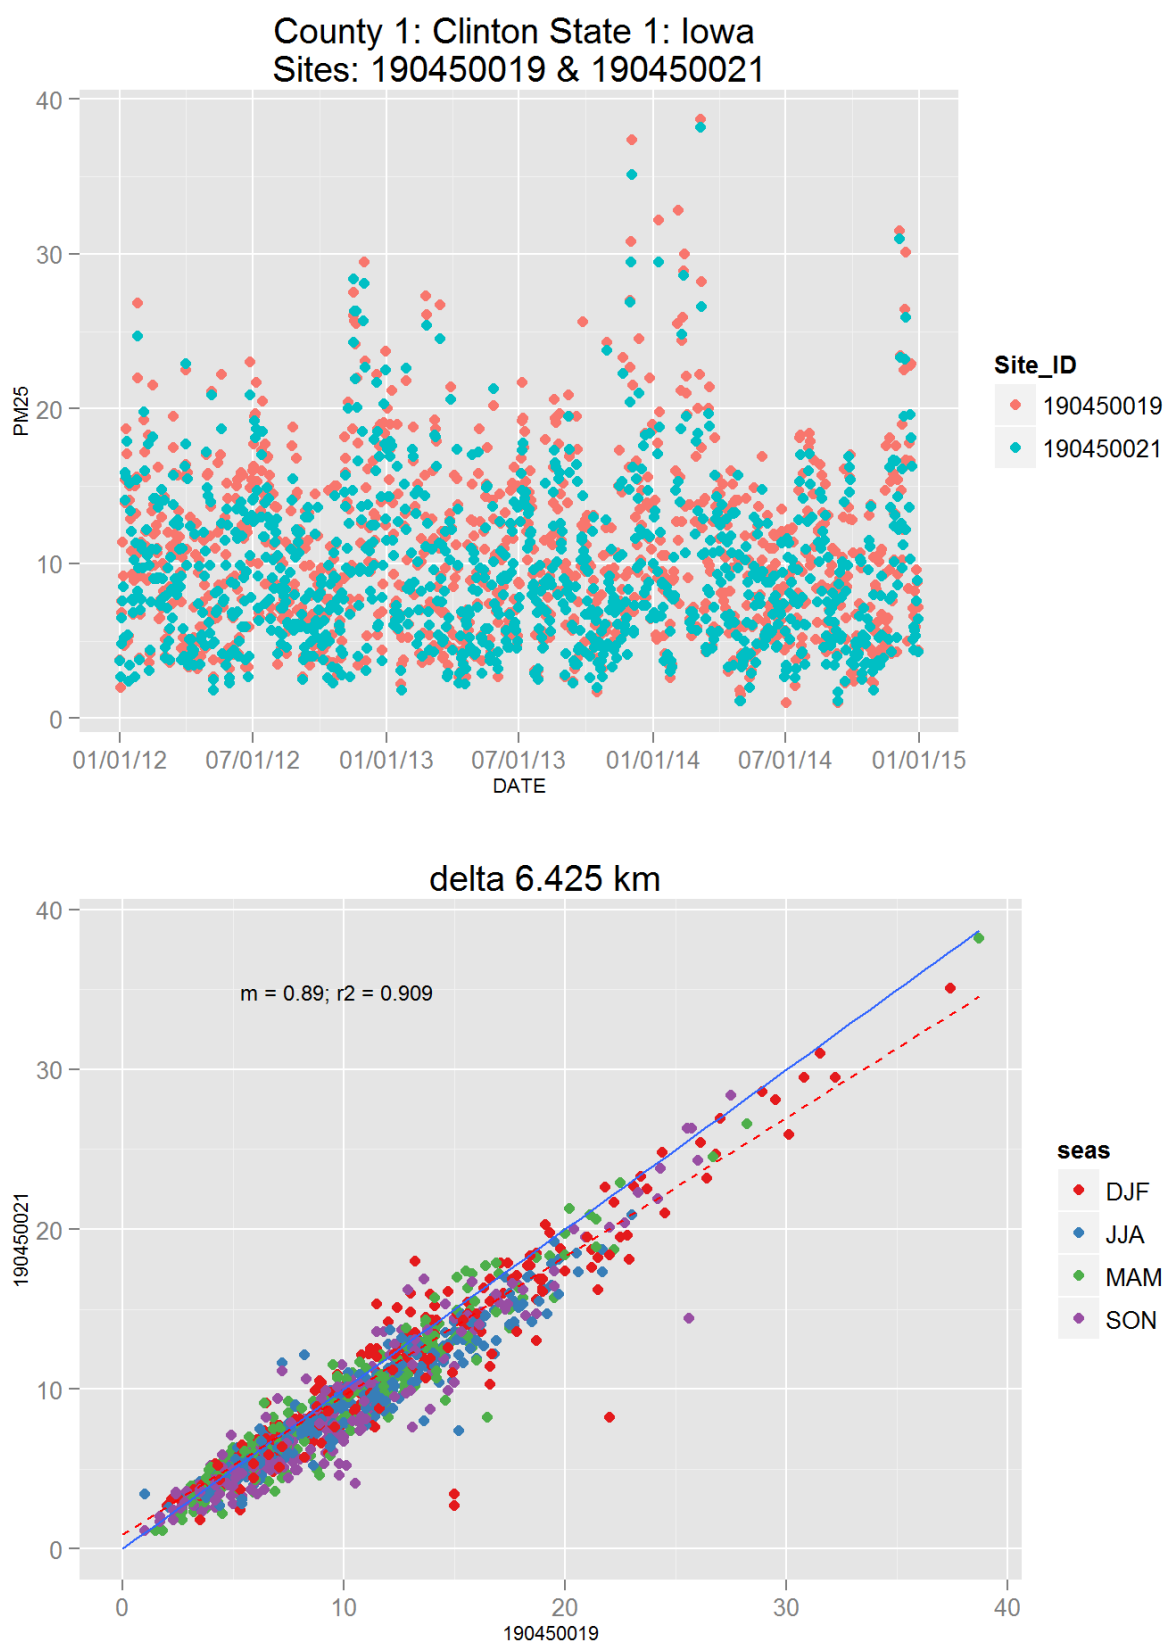 County 1: Clinton State 1: Iowa
Sites: 190450019 & 190450021
40
30
20
10
0
PM25
01/01/12 07/01/12 01/01/13 07/01/13 01/01/14 07/01/14 01/01/15
DATE
Site_ID
190450019
190450021
delta 6.425 km
40
30
20
10
0
190450021
m = 0.89; r2 = 0.909
0 10 20 30 40
190450019
seas
DJF
JJA
MAM
SON